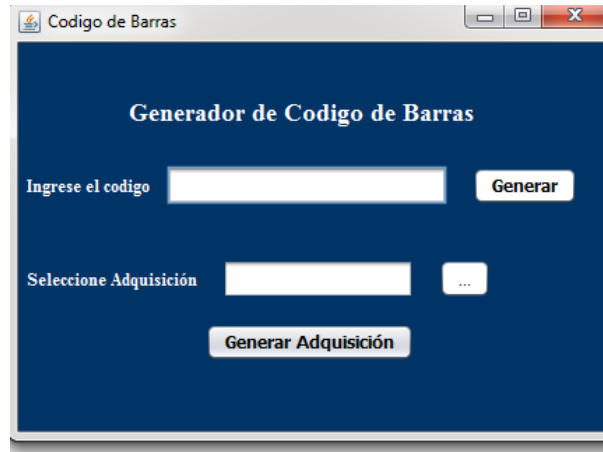 Codigo de Barras
Generador de Codigo de Barras
Ingrese el codigo Generar
Seleccione Adquisición ...
Generar Adquisición